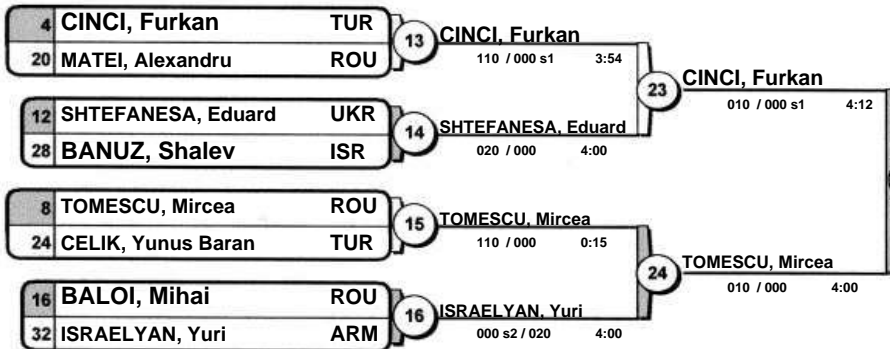 4 CINCI, Furkan TUR
20 MATEI, Alexandru ROU
13
CINCI, Furkan
110 / 000 s1 3:54
12 SHTEFANESA, Eduard UKR
28 BANUZ, Shalev ISR
14
SHTEFANESA, Eduard
020 / 000 4:00
23
CINCI, Furkan
010 / 000 s1 4:12
8 TOMESCU, Mircea ROU
24 CELIK, Yunus Baran TUR
15
TOMESCU, Mircea
110 / 000 0:15
16 BALOI, Mihai ROU
32 ISRAELYAN, Yuri ARM
16
ISRAELYAN, Yuri
000 s2 / 020 4:00
24
TOMESCU, Mircea
010 / 000 4:00